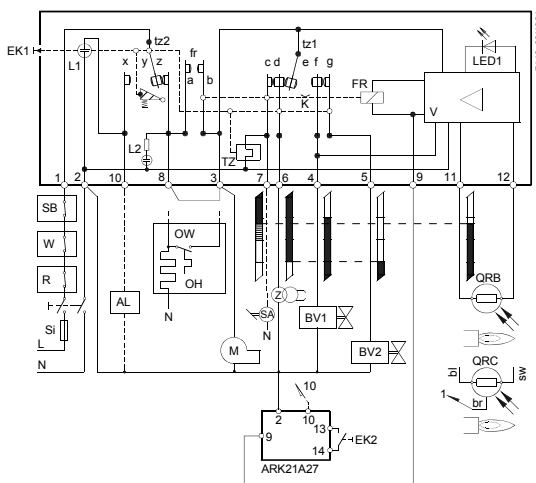 tz2
EK1
L1
x y z
fr
a b
tz1
c d e f g
FR
LED1
V
K
L2
TZ
1 2 10 8 3 7 6 4 5 9 11 12
SB
W
R
Si
L
N
AL
OW
OH
N
M
Z
SA
N
BV1
BV2
QRB
QRC
bl
sw
br
1
10
2 10
9
13
14
EK2
ARK21A27